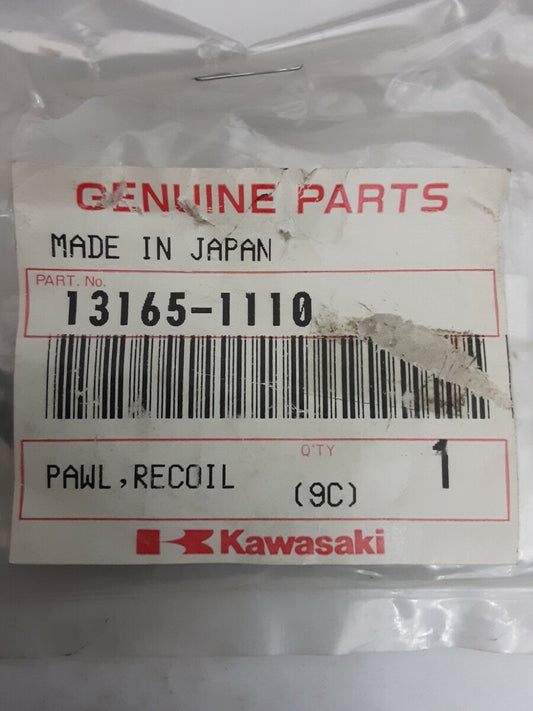 GENUINE PARTS
MADE IN JAPAN
PART. No.
13165-1110
Q'TY
PAWL,RECOIL (9C) 1
Kawasaki